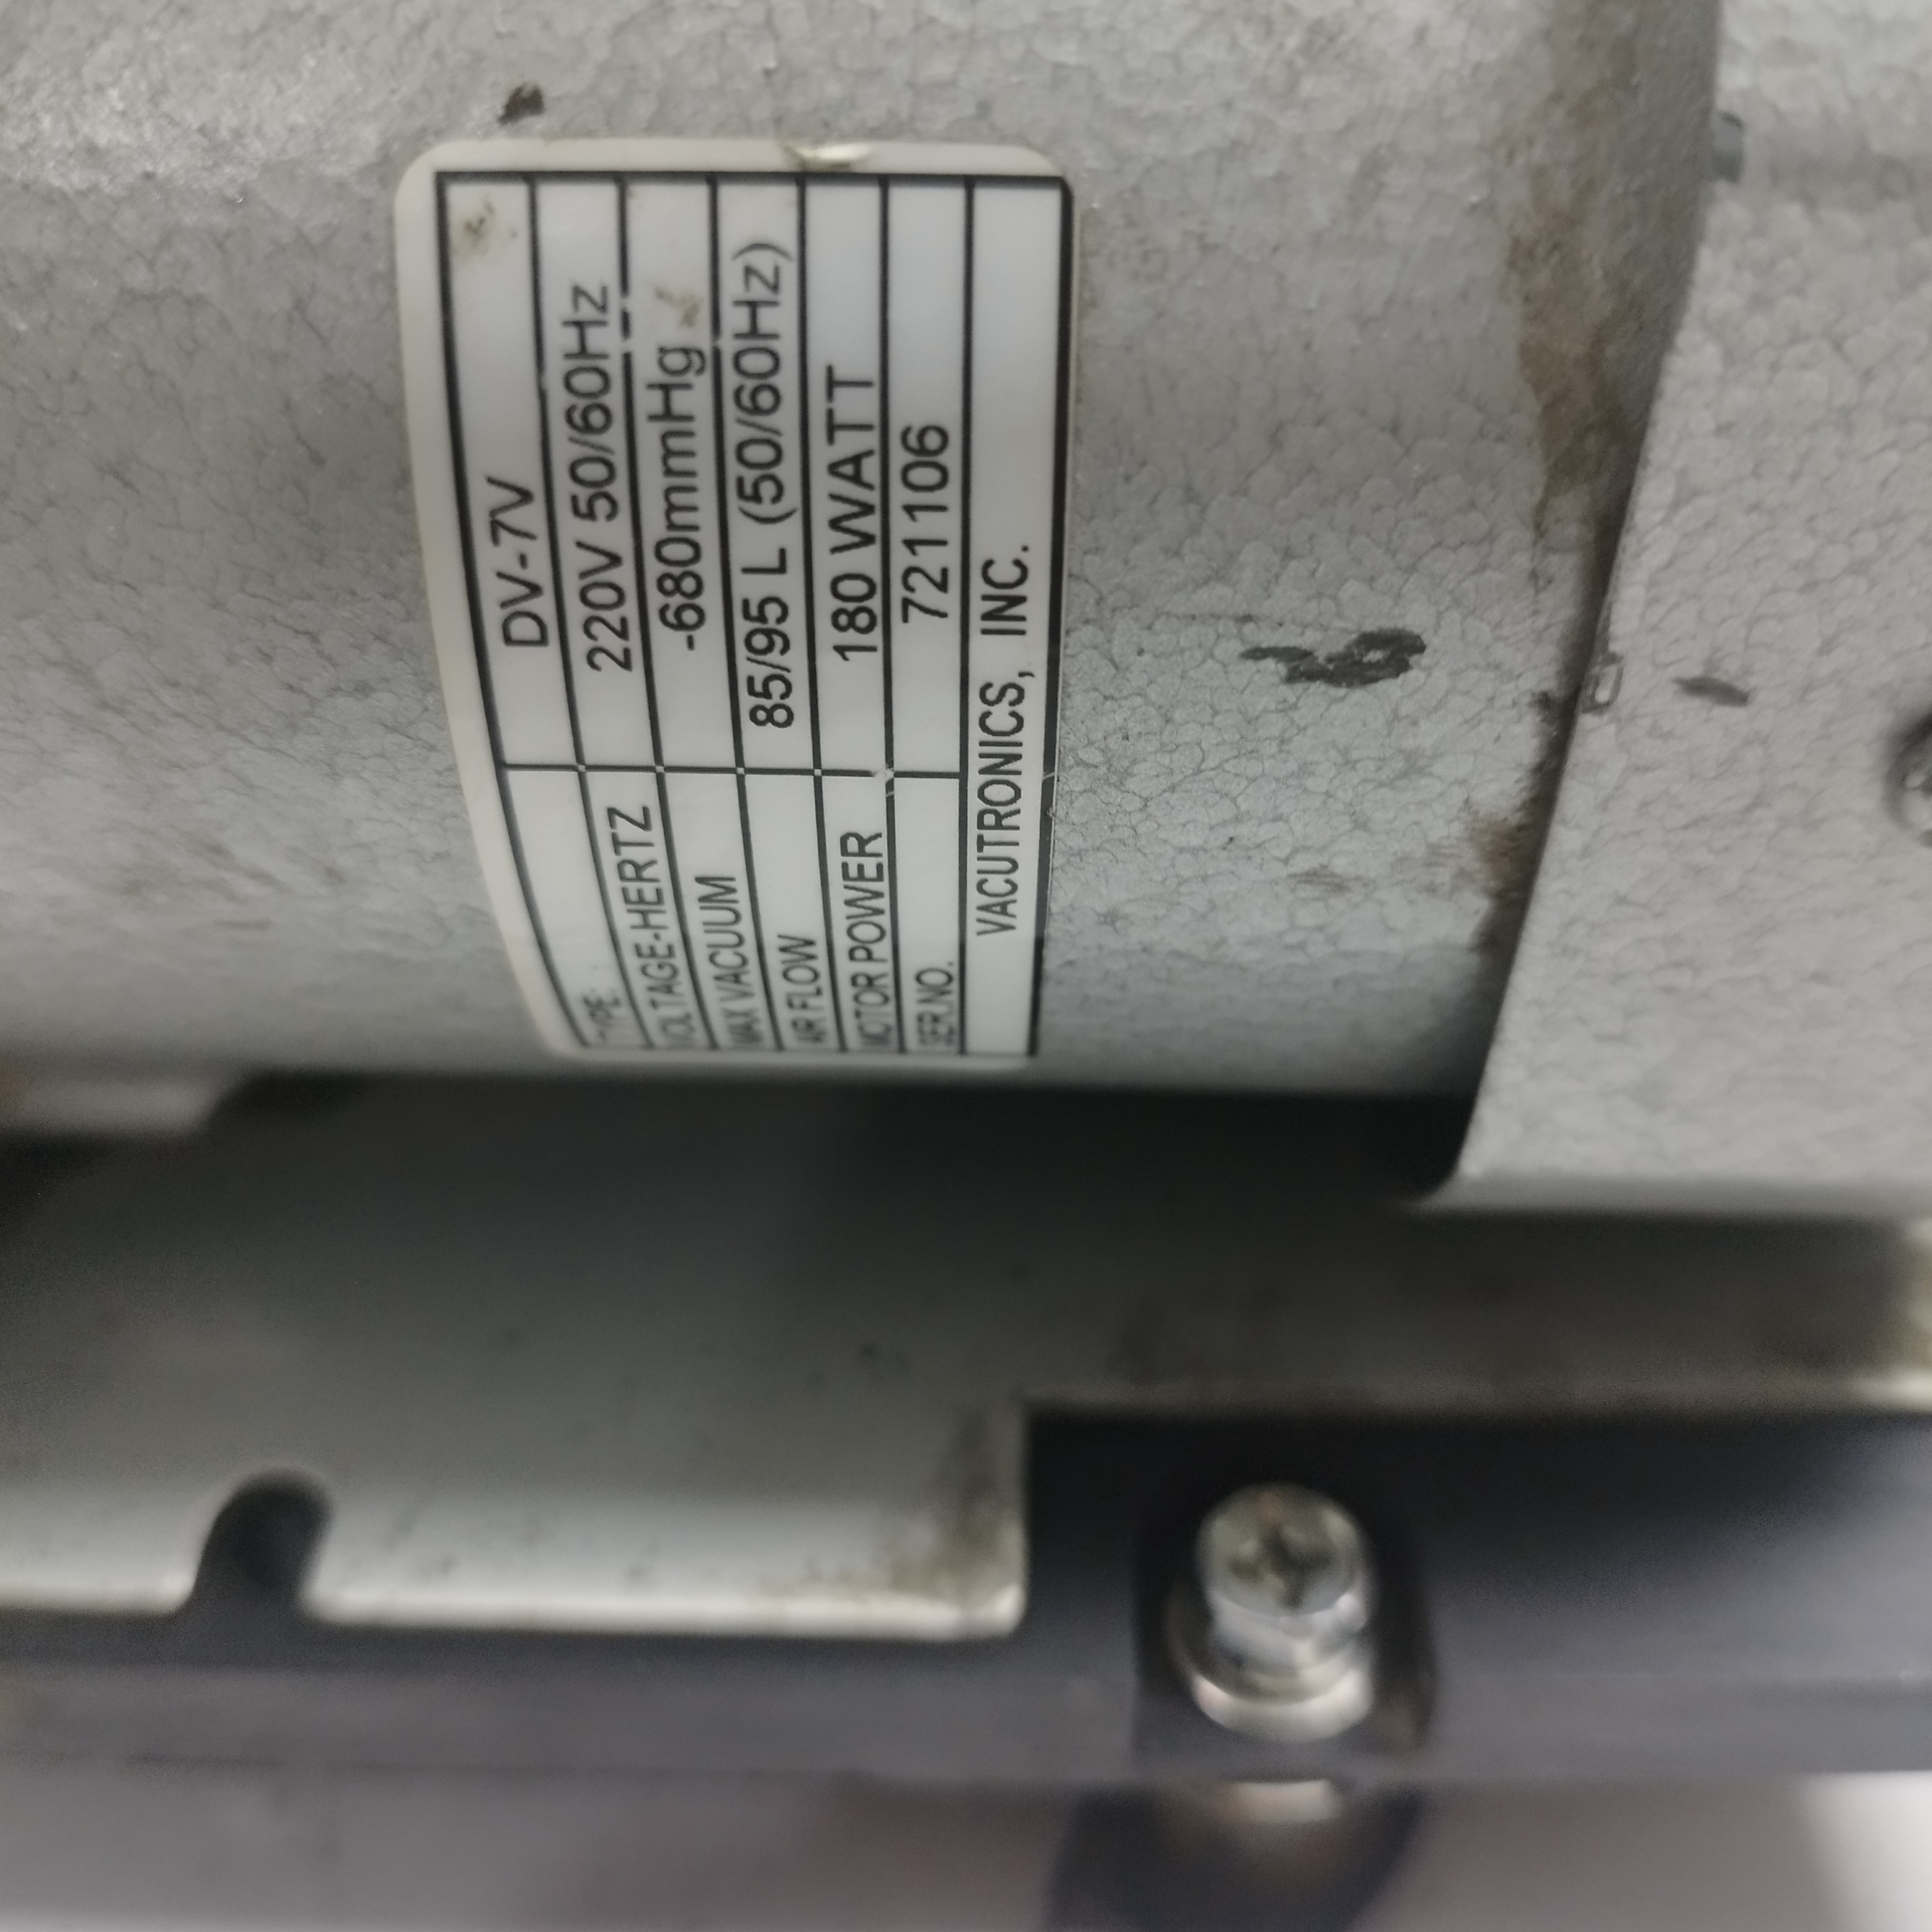 TYPE: DV-7V
VOLTAGE-HERTZ 220V 50/60Hz
MAX VACUUM -680mmHg
AIR FLOW 85/95 L (50/60Hz)
MOTOR POWER 180 WATT
SER.NO. 721106
VACUTRONICS, INC.